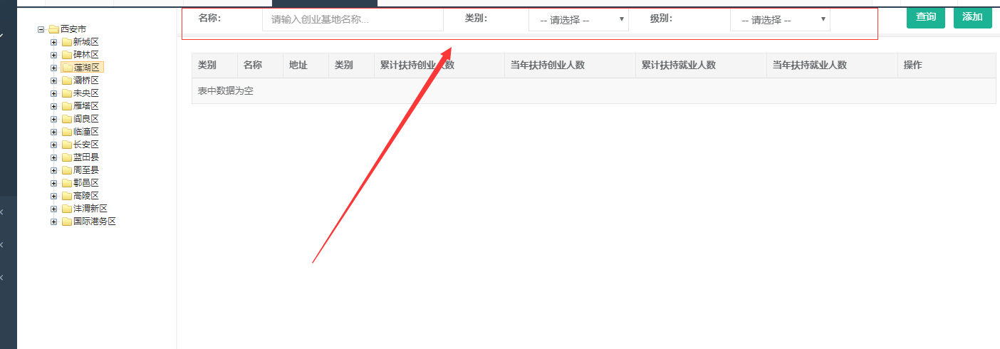 名称: 请输入创业基地名称... 类别: -- 请选择 -- 级别: -- 请选择 -- 查询 添加
西安市
新城区
碑林区
莲湖区
灞桥区
未央区
雁塔区
阎良区
临潼区
长安区
蓝田县
周至县
鄠邑区
高陵区
沣渭新区
国际港务区
类别 名称 地址 类别 累计扶持创业人数 当年扶持创业人数 累计扶持就业人数 当年扶持就业人数 操作
表中数据为空